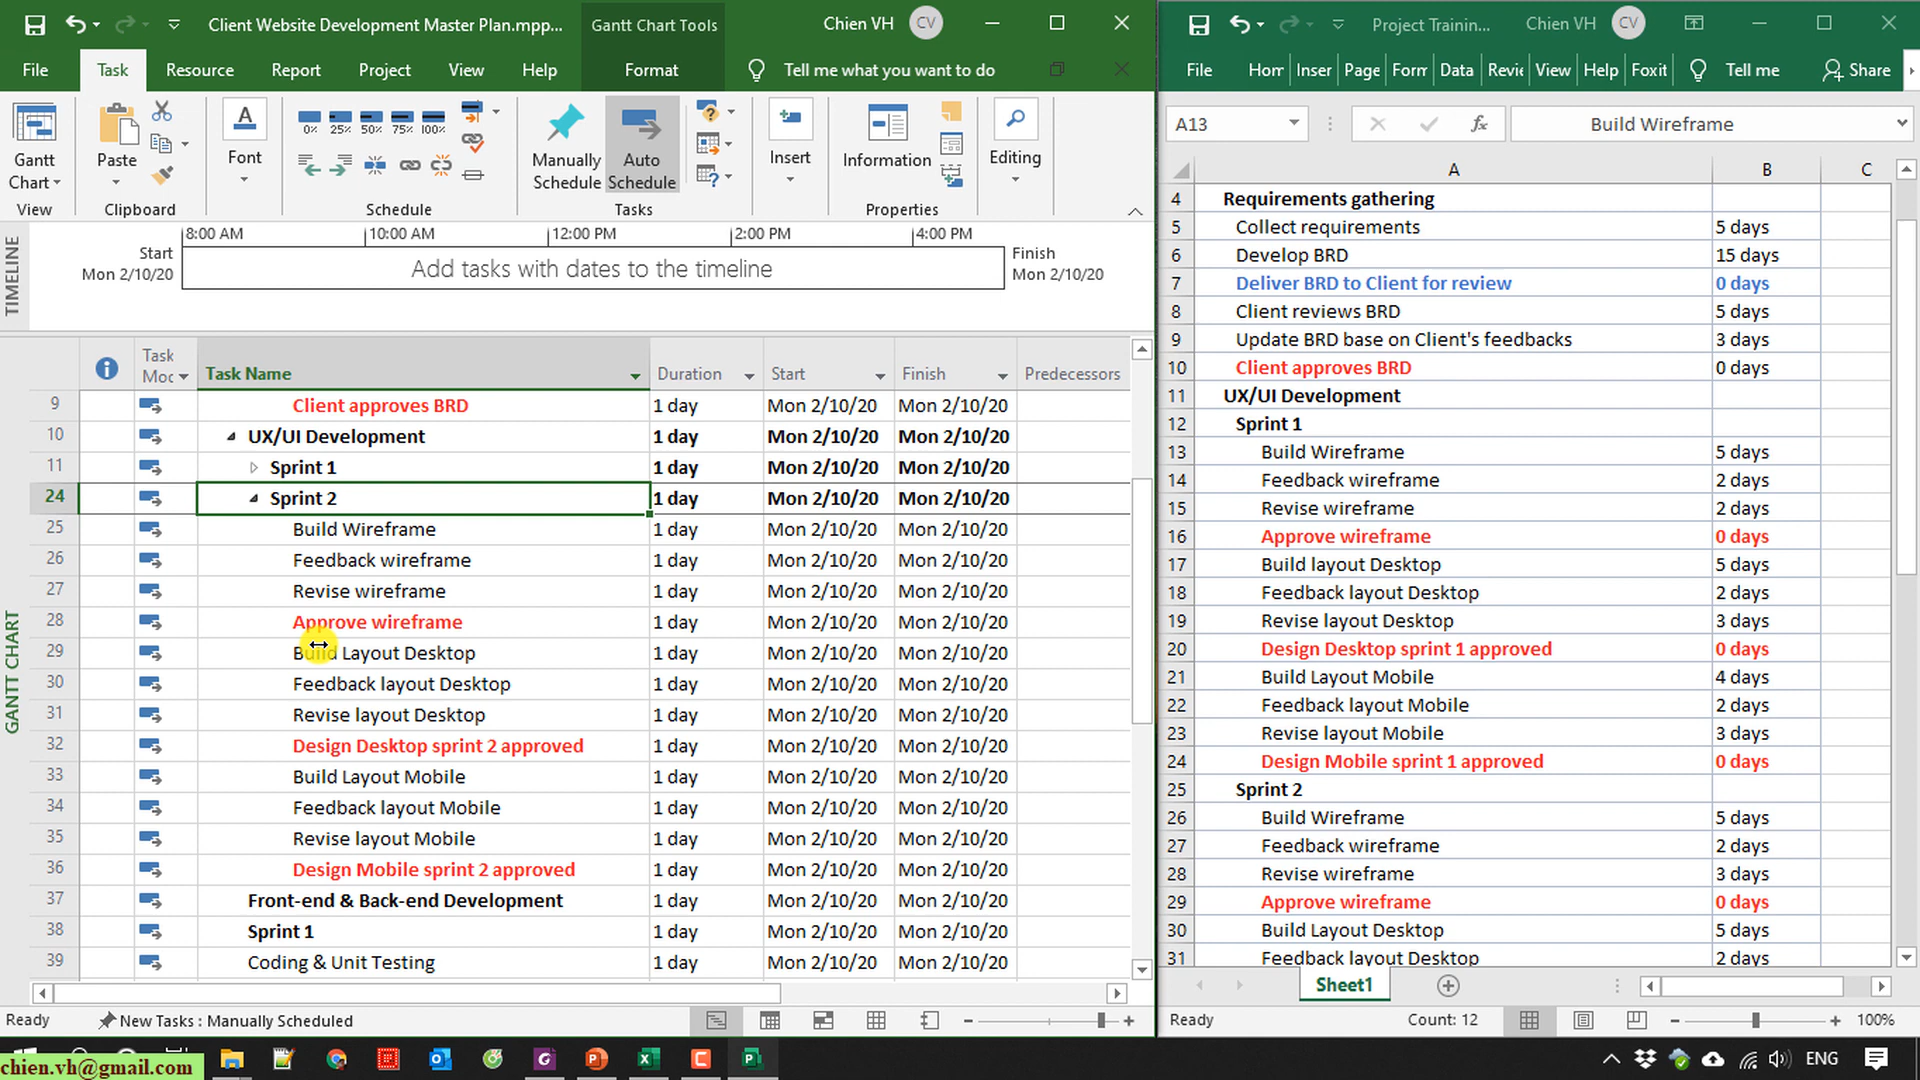 Client Website Development Master Plan.mpp...
Gantt Chart Tools
Chien VH
CV
File
Task
Resource
Report
Project
View
Help
Format
Tell me what you want to do
Gantt
Chart
View
Paste
Clipboard
Font
0%
25%
50%
75%
100%
Schedule
Manually
Schedule
Auto
Schedule
Tasks
Insert
Information
Properties
Editing
TIMELINE
Start
Mon 2/10/20
8:00 AM
10:00 AM
12:00 PM
2:00 PM
4:00 PM
Add tasks with dates to the timeline
Finish
Mon 2/10/20
GANTT CHART
Task Mod Task Name Duration Start Finish Predecessors
9 Client approves BRD 1 day Mon 2/10/20 Mon 2/10/20
10 UX/UI Development 1 day Mon 2/10/20 Mon 2/10/20
11 Sprint 1 1 day Mon 2/10/20 Mon 2/10/20
24 Sprint 2 1 day Mon 2/10/20 Mon 2/10/20
25 Build Wireframe 1 day Mon 2/10/20 Mon 2/10/20
26 Feedback wireframe 1 day Mon 2/10/20 Mon 2/10/20
27 Revise wireframe 1 day Mon 2/10/20 Mon 2/10/20
28 Approve wireframe 1 day Mon 2/10/20 Mon 2/10/20
29 Build Layout Desktop 1 day Mon 2/10/20 Mon 2/10/20
30 Feedback layout Desktop 1 day Mon 2/10/20 Mon 2/10/20
31 Revise layout Desktop 1 day Mon 2/10/20 Mon 2/10/20
32 Design Desktop sprint 2 approved 1 day Mon 2/10/20 Mon 2/10/20
33 Build Layout Mobile 1 day Mon 2/10/20 Mon 2/10/20
34 Feedback layout Mobile 1 day Mon 2/10/20 Mon 2/10/20
35 Revise layout Mobile 1 day Mon 2/10/20 Mon 2/10/20
36 Design Mobile sprint 2 approved 1 day Mon 2/10/20 Mon 2/10/20
37 Front-end & Back-end Development 1 day Mon 2/10/20 Mon 2/10/20
38 Sprint 1 1 day Mon 2/10/20 Mon 2/10/20
39 Coding & Unit Testing 1 day Mon 2/10/20 Mon 2/10/20
Ready
New Tasks : Manually Scheduled
Project Trainin...
Chien VH
CV
File
Hom
Inser
Page
Form
Data
Revie
View
Help
Foxit
Tell me
Share
A13
fx
Build Wireframe
A B C
4 Requirements gathering
5 Collect requirements 5 days
6 Develop BRD 15 days
7 Deliver BRD to Client for review 0 days
8 Client reviews BRD 5 days
9 Update BRD base on Client's feedbacks 3 days
10 Client approves BRD 0 days
11 UX/UI Development
12 Sprint 1
13 Build Wireframe 5 days
14 Feedback wireframe 2 days
15 Revise wireframe 2 days
16 Approve wireframe 0 days
17 Build layout Desktop 5 days
18 Feedback layout Desktop 2 days
19 Revise layout Desktop 3 days
20 Design Desktop sprint 1 approved 0 days
21 Build Layout Mobile 4 days
22 Feedback layout Mobile 2 days
23 Revise layout Mobile 3 days
24 Design Mobile sprint 1 approved 0 days
25 Sprint 2
26 Build Wireframe 5 days
27 Feedback wireframe 2 days
28 Revise wireframe 3 days
29 Approve wireframe 0 days
30 Build Layout Desktop 5 days
31 Feedback layout Desktop 2 days
Sheet1
Ready
Count: 12
100%
chien.vh@gmail.com
ENG